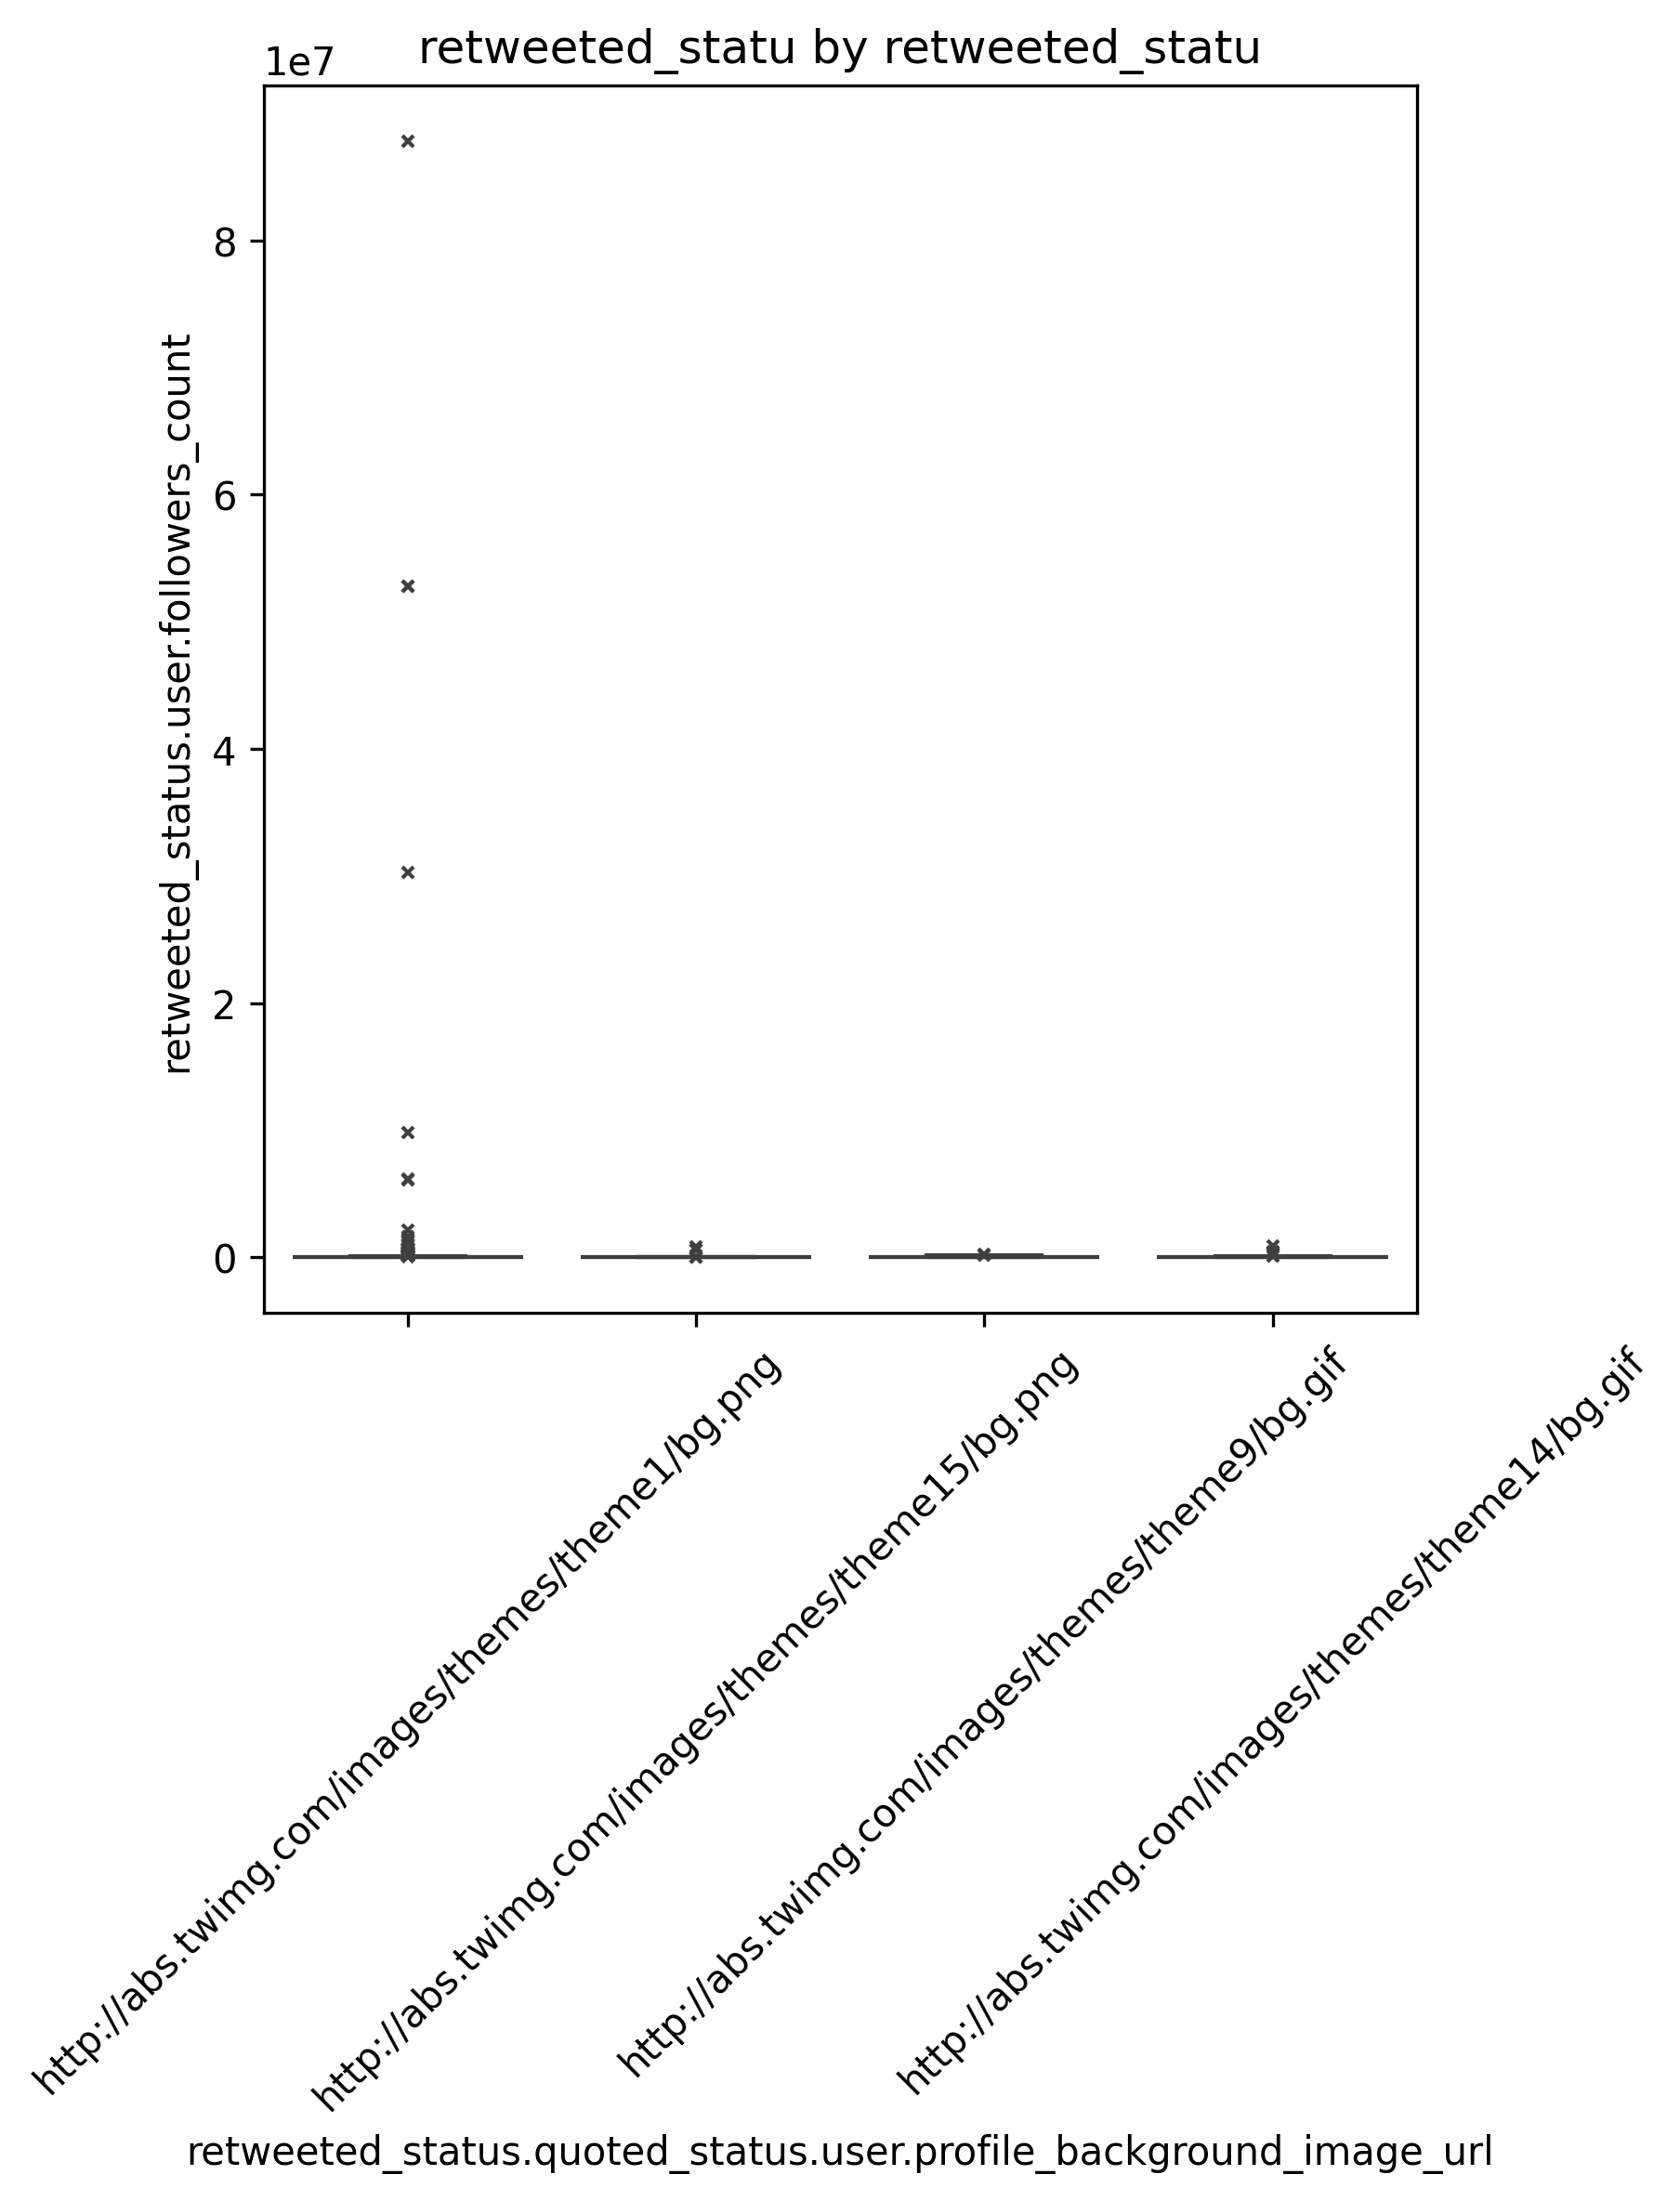 retweeted_statu by retweeted_statu
1e7
8
6
4
2
0
retweeted_status.user.followers_count
http://abs.twimg.com/images/themes/theme1/bg.png
http://abs.twimg.com/images/themes/theme15/bg.png
http://abs.twimg.com/images/themes/theme9/bg.gif
http://abs.twimg.com/images/themes/theme14/bg.gif
retweeted_status.quoted_status.user.profile_background_image_url